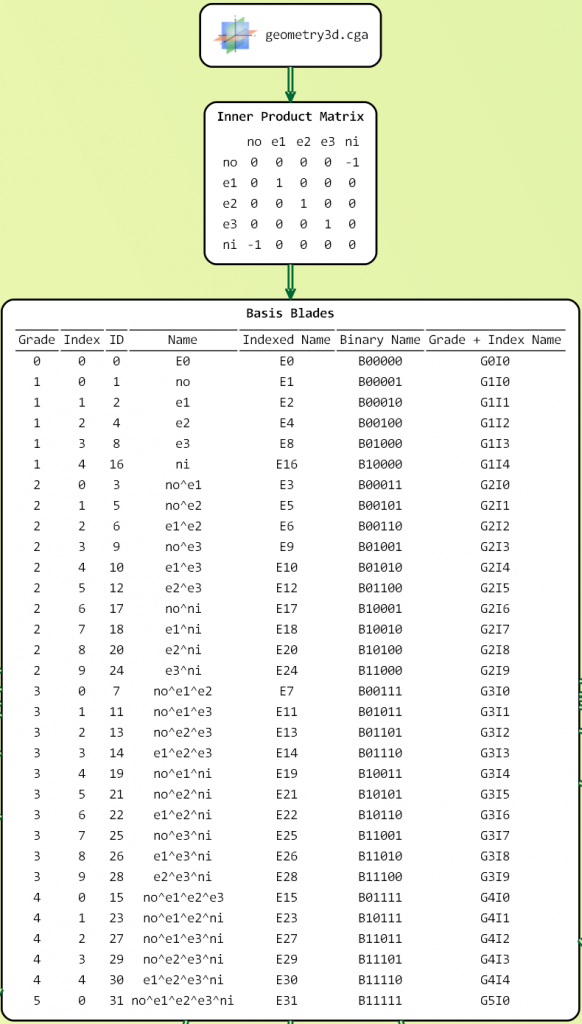 geometry3d.cga
Inner Product Matrix
no e1 e2 e3 ni
no 0 0 0 0 -1
e1 0 1 0 0 0
e2 0 0 1 0 0
e3 0 0 0 1 0
ni -1 0 0 0 0
Basis Blades
Grade Index ID Name Indexed Name Binary Name Grade + Index Name
0 0 0 E0 E0 B00000 G0I0
1 0 1 no E1 B00001 G1I0
1 1 2 e1 E2 B00010 G1I1
1 2 4 e2 E4 B00100 G1I2
1 3 8 e3 E8 B01000 G1I3
1 4 16 ni E16 B10000 G1I4
2 0 3 no^e1 E3 B00011 G2I0
2 1 5 no^e2 E5 B00101 G2I1
2 2 6 e1^e2 E6 B00110 G2I2
2 3 9 no^e3 E9 B01001 G2I3
2 4 10 e1^e3 E10 B01010 G2I4
2 5 12 e2^e3 E12 B01100 G2I5
2 6 17 no^ni E17 B10001 G2I6
2 7 18 e1^ni E18 B10010 G2I7
2 8 20 e2^ni E20 B10100 G2I8
2 9 24 e3^ni E24 B11000 G2I9
3 0 7 no^e1^e2 E7 B00111 G3I0
3 1 11 no^e1^e3 E11 B01011 G3I1
3 2 13 no^e2^e3 E13 B01101 G3I2
3 3 14 e1^e2^e3 E14 B01110 G3I3
3 4 19 no^e1^ni E19 B10011 G3I4
3 5 21 no^e2^ni E21 B10101 G3I5
3 6 22 e1^e2^ni E22 B10110 G3I6
3 7 25 no^e3^ni E25 B11001 G3I7
3 8 26 e1^e3^ni E26 B11010 G3I8
3 9 28 e2^e3^ni E28 B11100 G3I9
4 0 15 no^e1^e2^e3 E15 B01111 G4I0
4 1 23 no^e1^e2^ni E23 B10111 G4I1
4 2 27 no^e1^e3^ni E27 B11011 G4I2
4 3 29 no^e2^e3^ni E29 B11101 G4I3
4 4 30 e1^e2^e3^ni E30 B11110 G4I4
5 0 31 no^e1^e2^e3^ni E31 B11111 G5I0